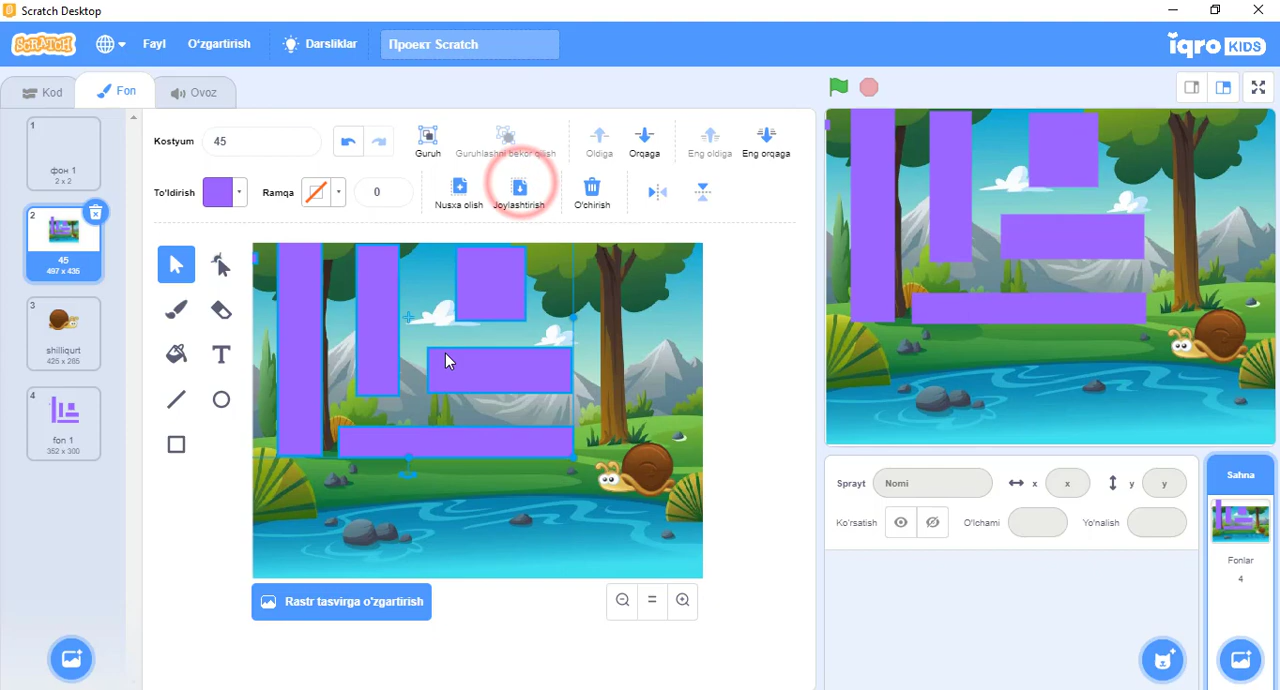 Scratch Desktop
SCRATCH Fayl O'zgartirish Darsliklar Проект Scratch iqro KIDS
Kod Fon Ovoz
Kostyum 45 Guruh Guruhlashni bekor qilish Oldiga Orqaga Eng oldiga Eng orqaga
To'ldirish Ramqa 0 Nusxa olish Joylashtirish O'chirish
1
фон 1
2 x 2
2
45
497 x 435
3
shilliqurt
425 x 285
4
fon 1
352 x 300
Rastr tasvirga o'zgartirish
Sprayt Nomi x x y y
Ko'rsatish O'lchami Yo'nalish
Sahna
Fonlar
4